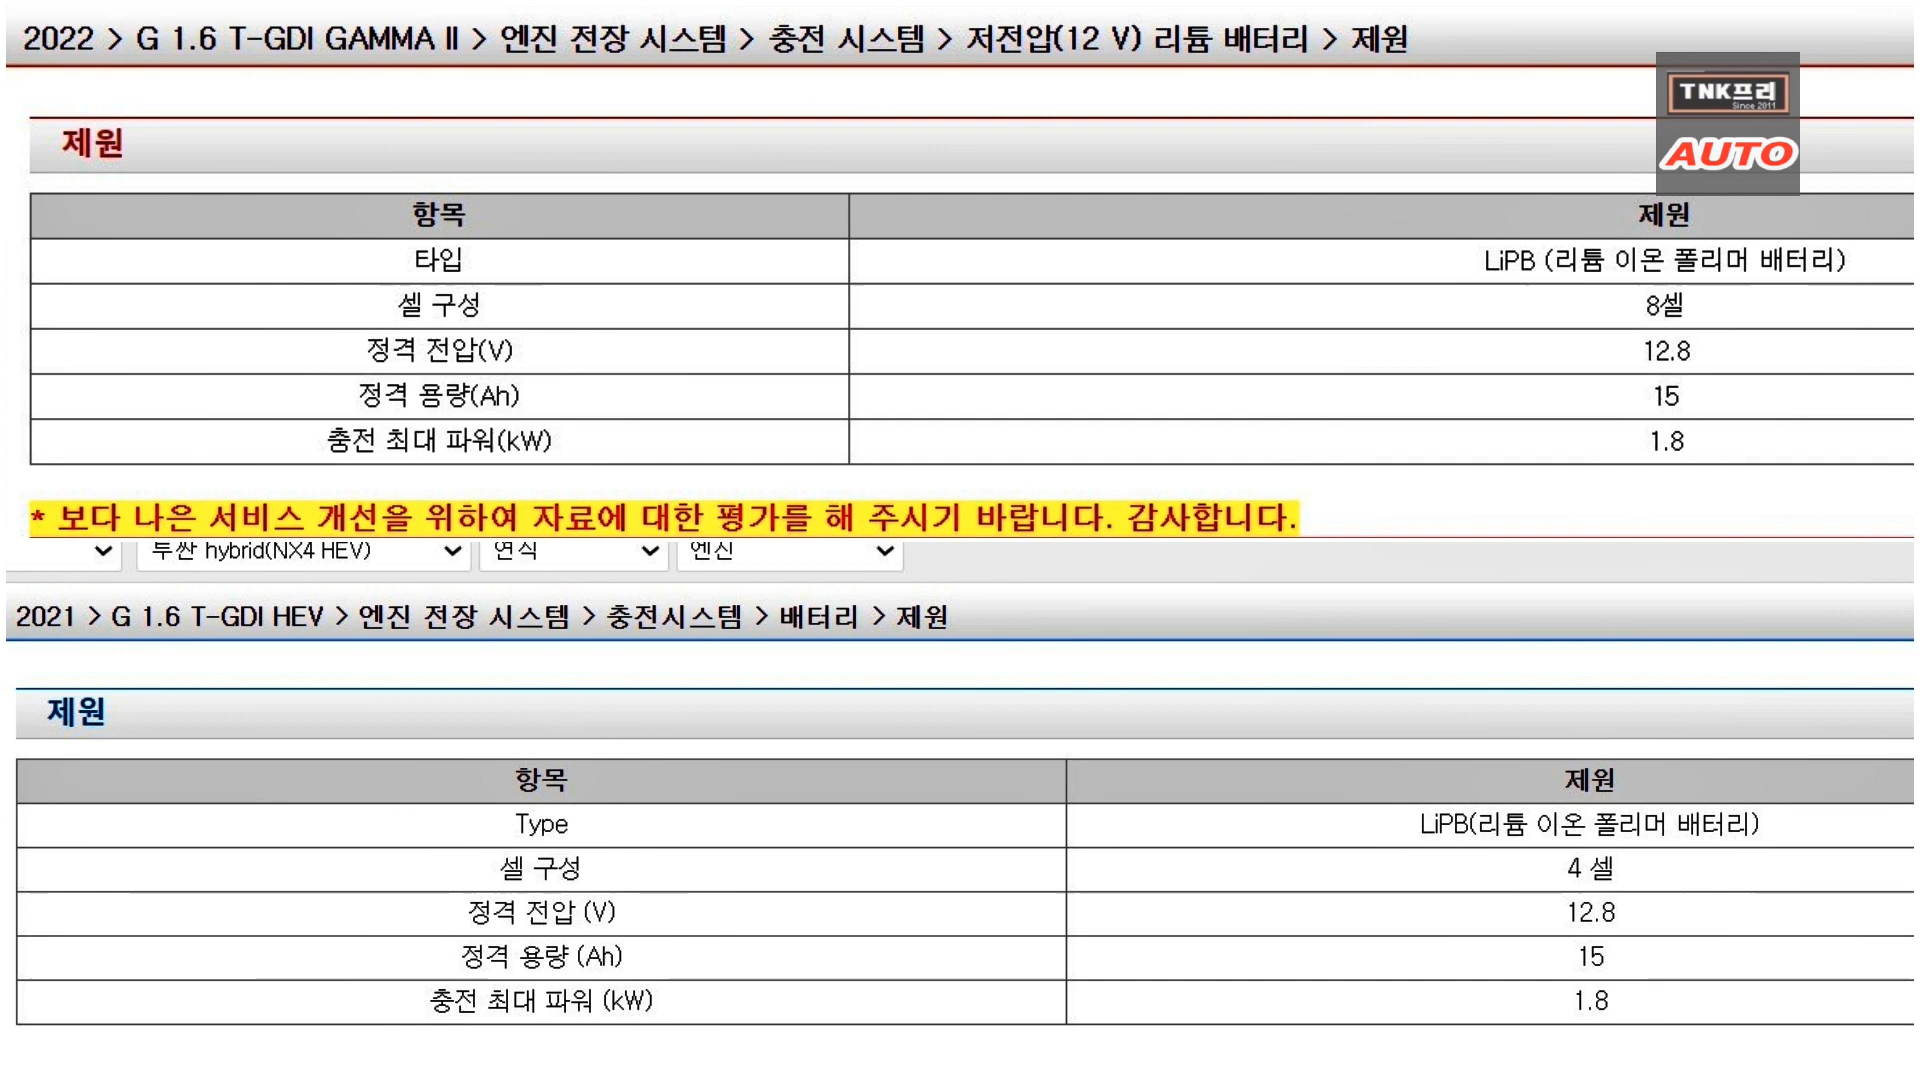 2022 > G 1.6 T-GDI GAMMA II > 엔진 전장 시스템 > 충전 시스템 > 저전압(12 V) 리튬 배터리 > 제원
TNK프리
Since 2011
AUTO
제원
항목 제원
타입 LiPB (리튬 이온 폴리머 배터리)
셀 구성 8셀
정격 전압(V) 12.8
정격 용량(Ah) 15
충전 최대 파워(kW) 1.8
* 보다 나은 서비스 개선을 위하여 자료에 대한 평가를 해 주시기 바랍니다. 감사합니다.
투싼 hybrid(NX4 HEV) 연식 엔진
2021 > G 1.6 T-GDI HEV > 엔진 전장 시스템 > 충전시스템 > 배터리 > 제원
제원
항목 제원
Type LiPB(리튬 이온 폴리머 배터리)
셀 구성 4 셀
정격 전압 (V) 12.8
정격 용량 (Ah) 15
충전 최대 파워 (kW) 1.8